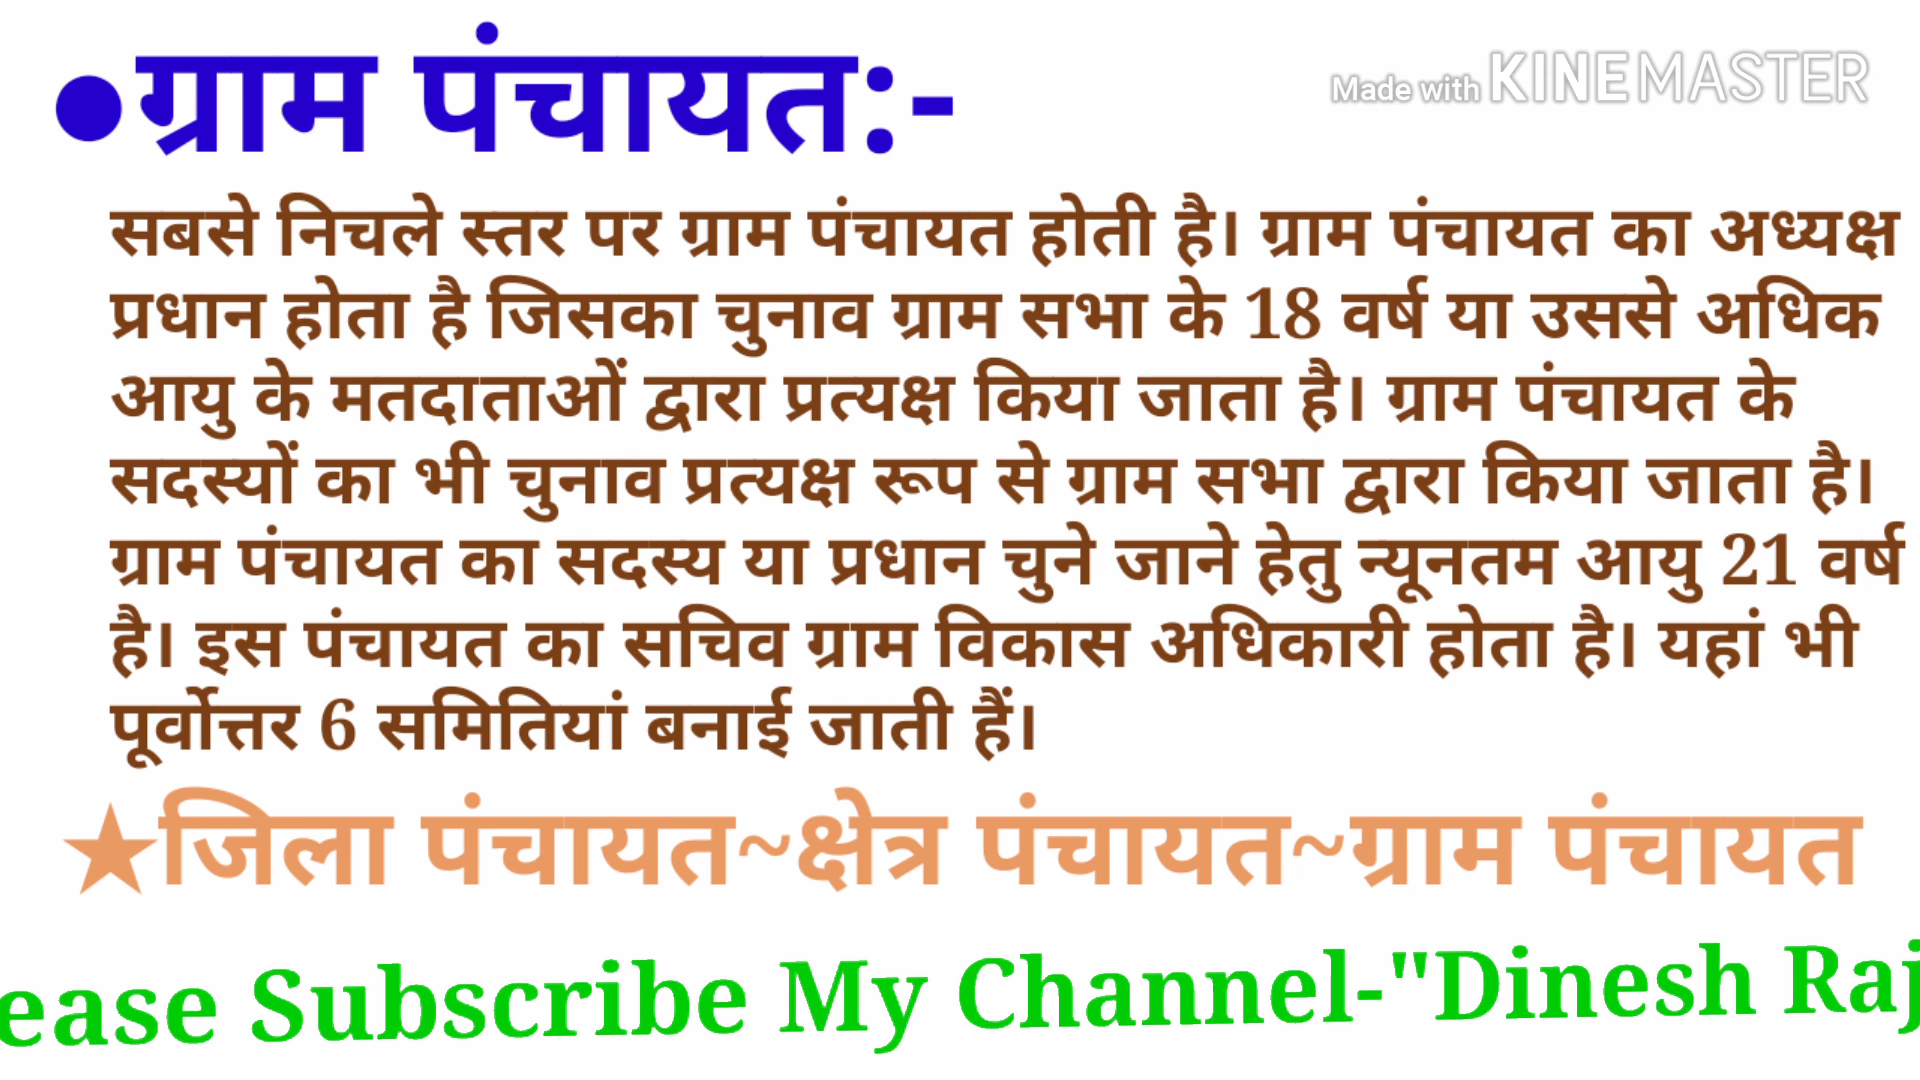 ●ग्राम पंचायत:-
Made with KINEMASTER
सबसे निचले स्तर पर ग्राम पंचायत होती है। ग्राम पंचायत का अध्यक्ष
प्रधान होता है जिसका चुनाव ग्राम सभा के 18 वर्ष या उससे अधिक
आयु के मतदाताओं द्वारा प्रत्यक्ष किया जाता है। ग्राम पंचायत के
सदस्यों का भी चुनाव प्रत्यक्ष रूप से ग्राम सभा द्वारा किया जाता है।
ग्राम पंचायत का सदस्य या प्रधान चुने जाने हेतु न्यूनतम आयु 21 वर्ष
है। इस पंचायत का सचिव ग्राम विकास अधिकारी होता है। यहां भी
पूर्वोत्तर 6 समितियां बनाई जाती हैं।
★जिला पंचायत~क्षेत्र पंचायत~ग्राम पंचायत
ease Subscribe My Channel-"Dinesh Raj